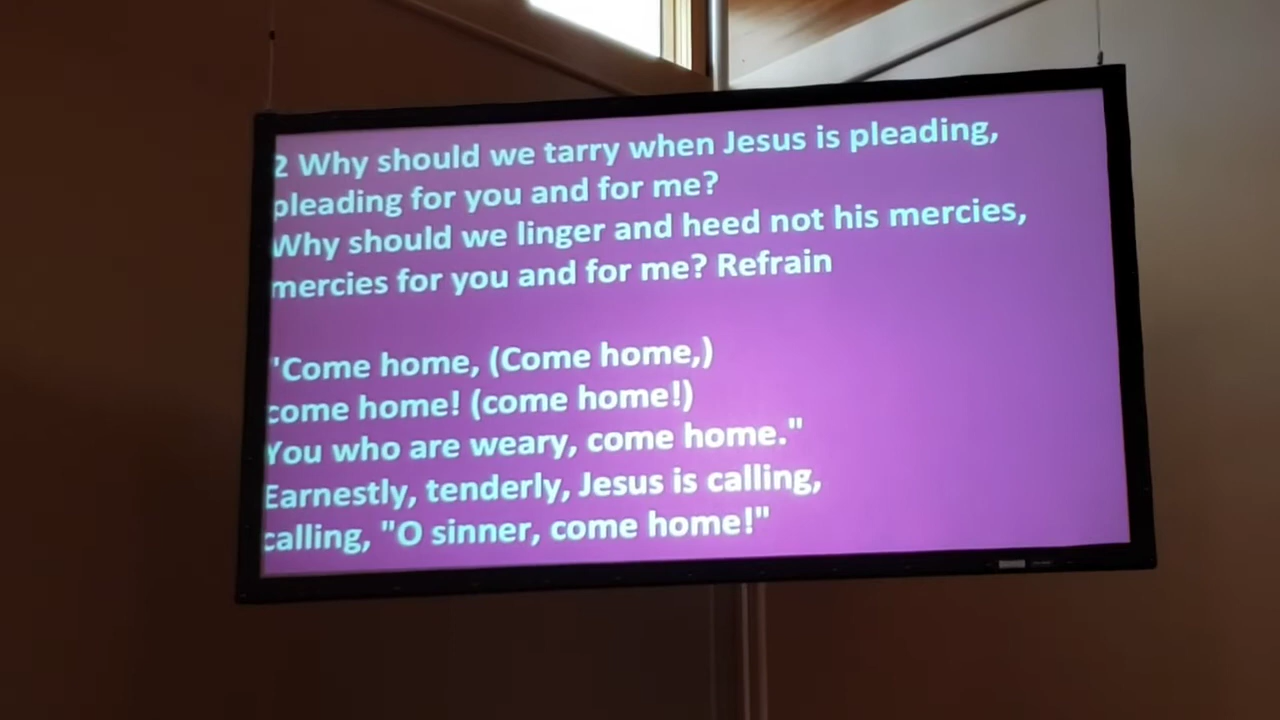 2 Why should we tarry when Jesus is pleading,
pleading for you and for me?
Why should we linger and heed not his mercies,
mercies for you and for me? Refrain
"Come home, (Come home,)
come home! (come home!)
You who are weary, come home."
Earnestly, tenderly, Jesus is calling,
calling, "O sinner, come home!"